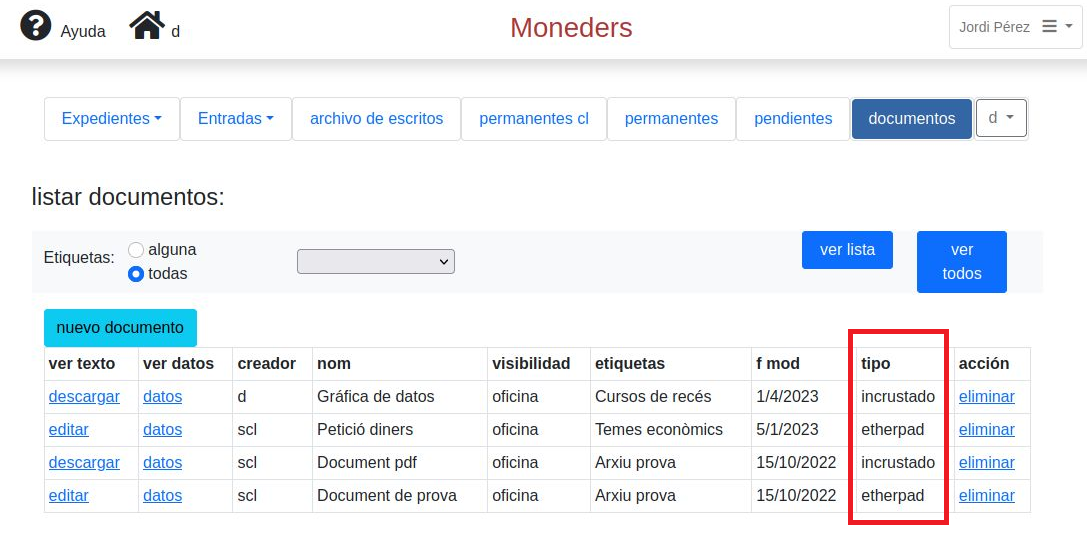 Ayuda d Moneders Jordi Pérez
Expedientes Entradas archivo de escritos permanentes cl permanentes pendientes documentos d
listar documentos:
Etiquetas: alguna
todas
ver lista
ver
todos
nuevo documento
ver texto ver datos creador nom visibilidad etiquetas f mod tipo acción
descargar datos d Gráfica de datos oficina Cursos de recés 1/4/2023 incrustado eliminar
editar datos scl Petició diners oficina Temes econòmics 5/1/2023 etherpad eliminar
descargar datos scl Document pdf oficina Arxiu prova 15/10/2022 incrustado eliminar
editar datos scl Document de prova oficina Arxiu prova 15/10/2022 etherpad eliminar